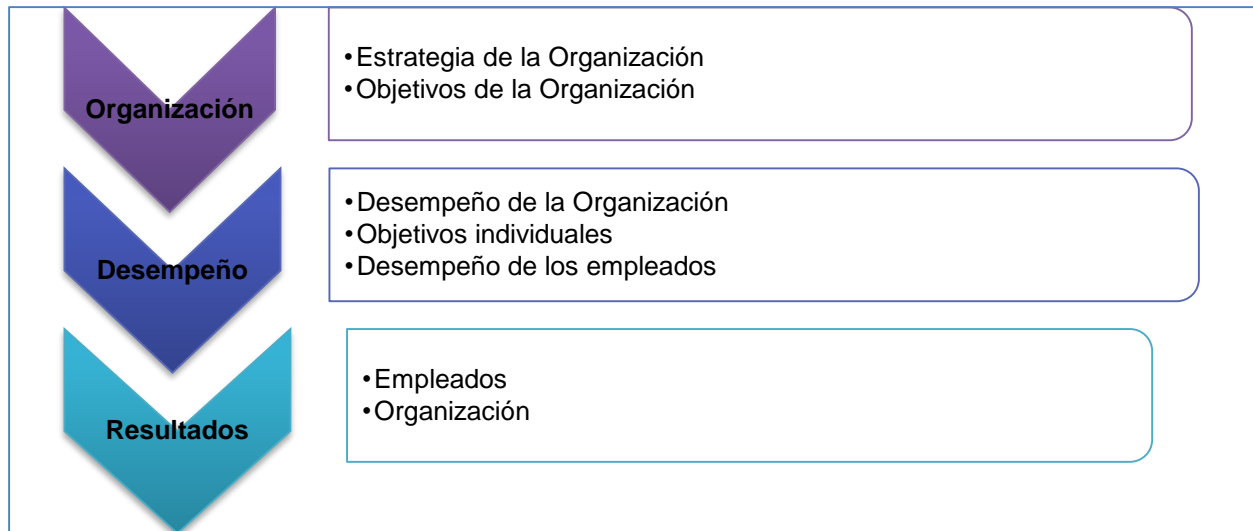 Organización
•Estrategia de la Organización
•Objetivos de la Organización
Desempeño
•Desempeño de la Organización
•Objetivos individuales
•Desempeño de los empleados
Resultados
•Empleados
•Organización